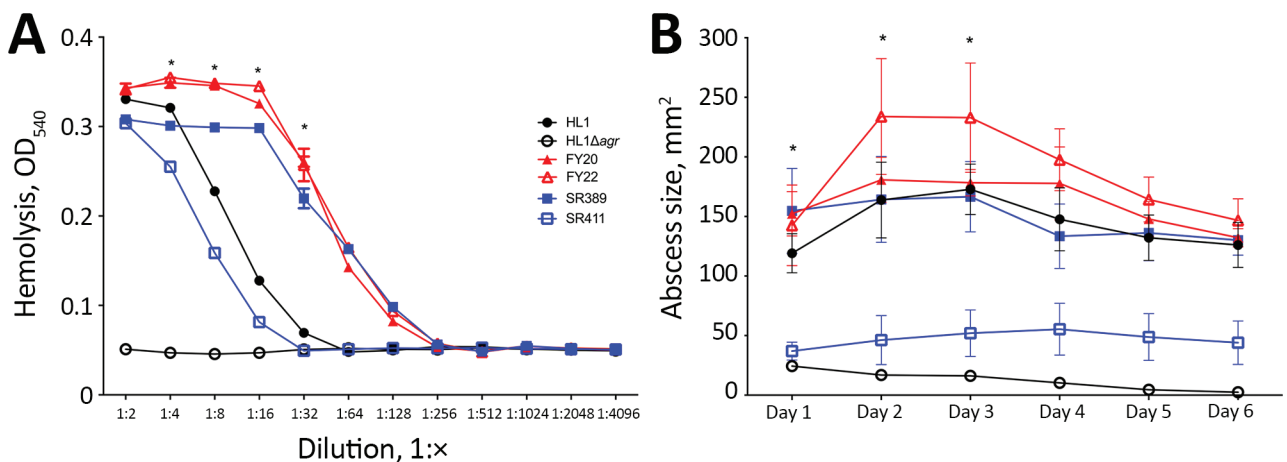 A
Hemolysis, OD540
0.4
0.3
0.2
0.1
0
* * * *
HL1
HL1Δagr
FY20
FY22
SR389
SR411
1:2 1:4 1:8 1:16 1:32 1:64 1:128 1:256 1:512 1:1024 1:2048 1:4096
Dilution, 1:×
B
Abscess size, mm2
300
250
200
150
100
50
0
* * *
Day 1 Day 2 Day 3 Day 4 Day 5 Day 6